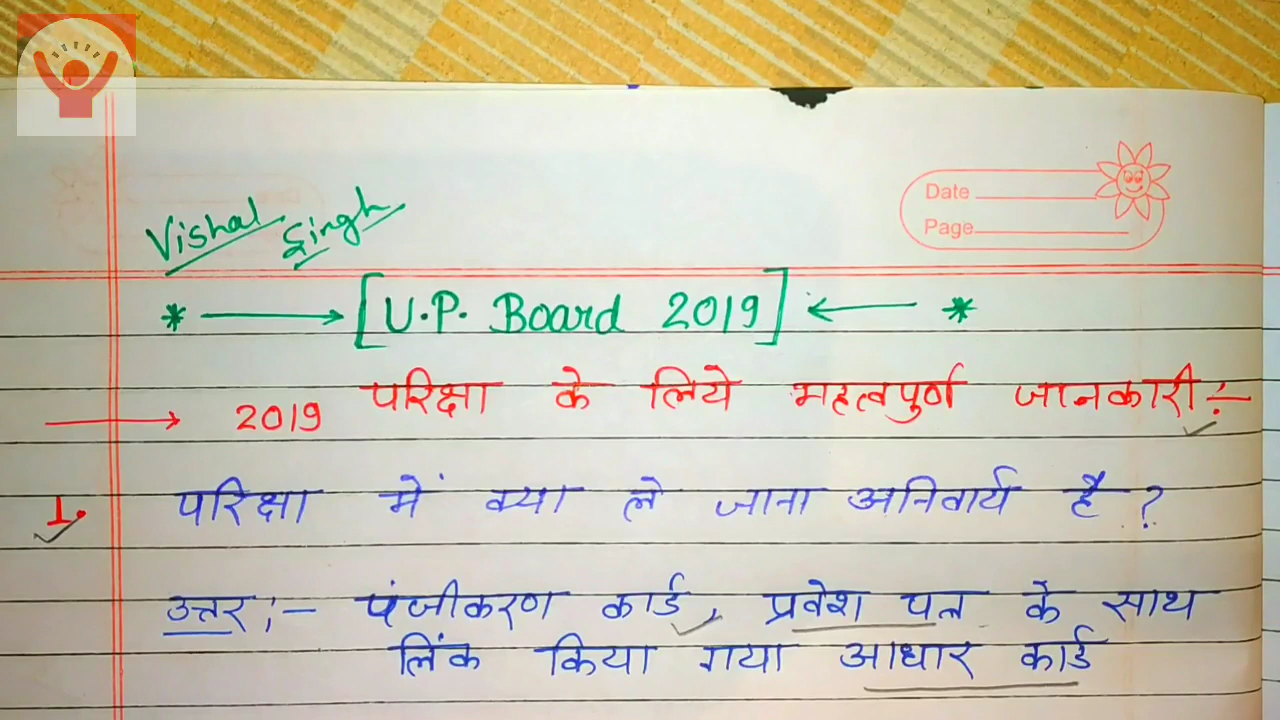 Date
Page
Vishal Singh
* → [U.P. Board 2019] ← *
→ 2019 परिक्षा के लिये महत्वपुर्ण जानकारी :-
1. परिक्षा में क्या ले जाना अनिवार्य है ?
उत्तर :- पंजीकरण कार्ड , प्रवेश पत्र के साथ
लिंक किया गया आधार कार्ड